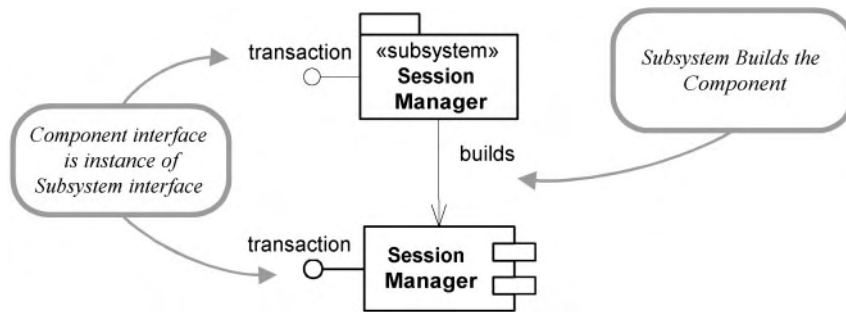 transaction
«subsystem»
Session
Manager
Subsystem Builds the
Component
Component interface
is instance of
Subsystem interface
builds
transaction
Session
Manager